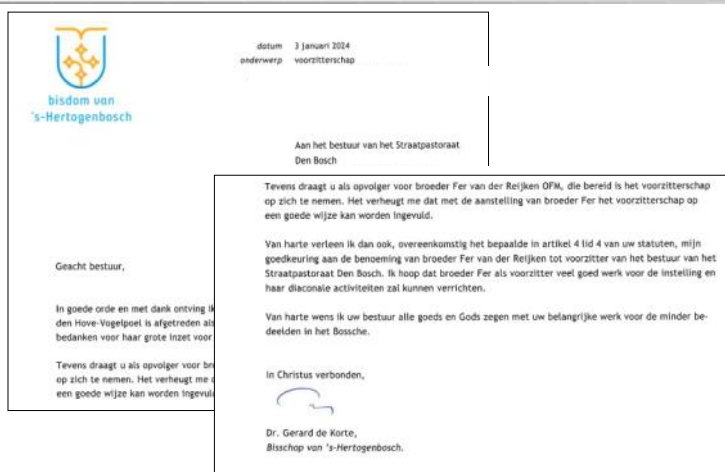 bisdom van
's-Hertogenbosch
datum 3 januari 2024
onderwerp voorzitterschap
Aan het bestuur van het Straatpastoraat
Den Bosch
Geacht bestuur,
In goede orde en met dank ontving ik
den Hove-Vogelpoel is afgetreden als
bedanken voor haar grote inzet voor
Tevens draagt u als opvolger voor br
op zich te nemen. Het verheugt me d
een goede wijze kan worden ingevuld
Tevens draagt u als opvolger voor broeder Fer van der Reijken OFM, die bereid is het voorzitterschap
op zich te nemen. Het verheugt me dat met de aanstelling van broeder Fer het voorzitterschap op
een goede wijze kan worden ingevuld.
Van harte verleen ik dan ook, overeenkomstig het bepaalde in artikel 4 lid 4 van uw statuten, mijn
goedkeuring aan de benoeming van broeder Fer van der Reijken tot voorzitter van het bestuur van het
Straatpastoraat Den Bosch. Ik hoop dat broeder Fer als voorzitter veel goed werk voor de instelling en
haar diaconale activiteiten zal kunnen verrichten.
Van harte wens ik uw bestuur alle goeds en Gods zegen met uw belangrijke werk voor de minder be-
deelden in het Bossche.
In Christus verbonden,
Dr. Gerard de Korte,
Bisschop van 's-Hertogenbosch.